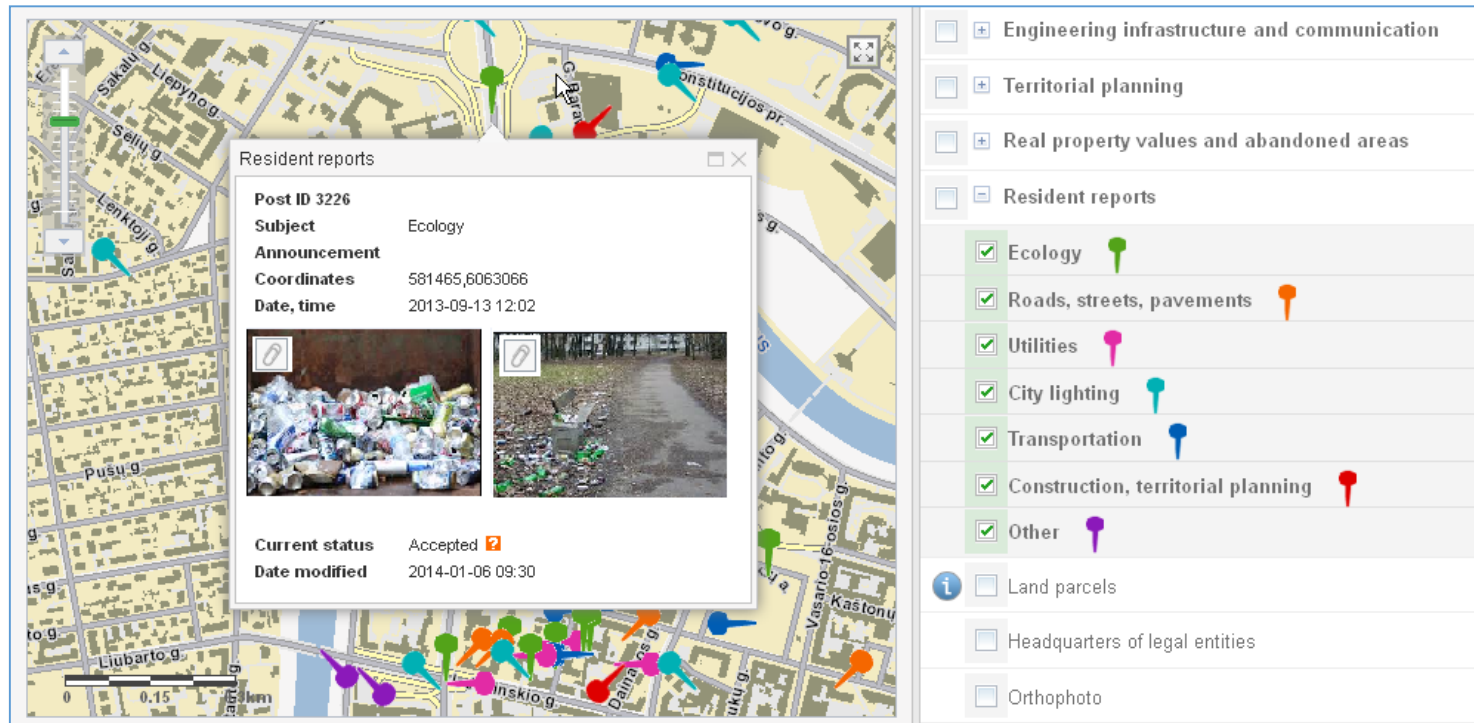 Sakalų g.
Liepyno g.
Sėlių g.
Lenktoji g.
Constitucijos pr.
Resident reports
Post ID 3226
Subject Ecology
Announcement
Coordinates 581465,6063066
Date, time 2013-09-13 12:02
Current status Accepted ?
Date modified 2014-01-06 09:30
Pušų g.
Vasario 16-osios g.
Kaštonų
Liubarto g.
0 0.15
Engineering infrastructure and communication
Territorial planning
Real property values and abandoned areas
Resident reports
Ecology
Roads, streets, pavements
Utilities
City lighting
Transportation
Construction, territorial planning
Other
i Land parcels
Headquarters of legal entities
Orthophoto